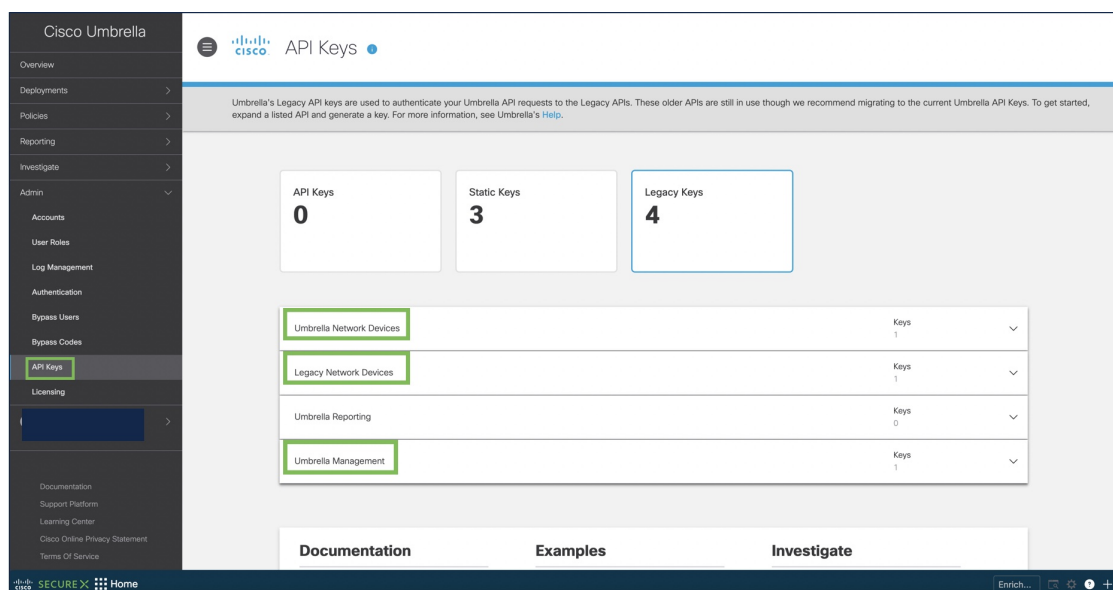 Cisco Umbrella
Overview
Deployments
Policies
Reporting
Investigate
Admin
Accounts
User Roles
Log Management
Authentication
Bypass Users
Bypass Codes
API Keys
Licensing
Documentation
Support Platform
Learning Center
Cisco Online Privacy Statement
Terms Of Service
CISCO API Keys
Umbrella's Legacy API keys are used to authenticate your Umbrella API requests to the Legacy APIs. These older APIs are still in use though we recommend migrating to the current Umbrella API Keys. To get started,
expand a listed API and generate a key. For more information, see Umbrella's Help.
API Keys
0
Static Keys
3
Legacy Keys
4
Umbrella Network Devices Keys
1
Legacy Network Devices Keys
1
Umbrella Reporting Keys
0
Umbrella Management Keys
1
Documentation Examples Investigate
CISCO SECUREX Home Enrich...